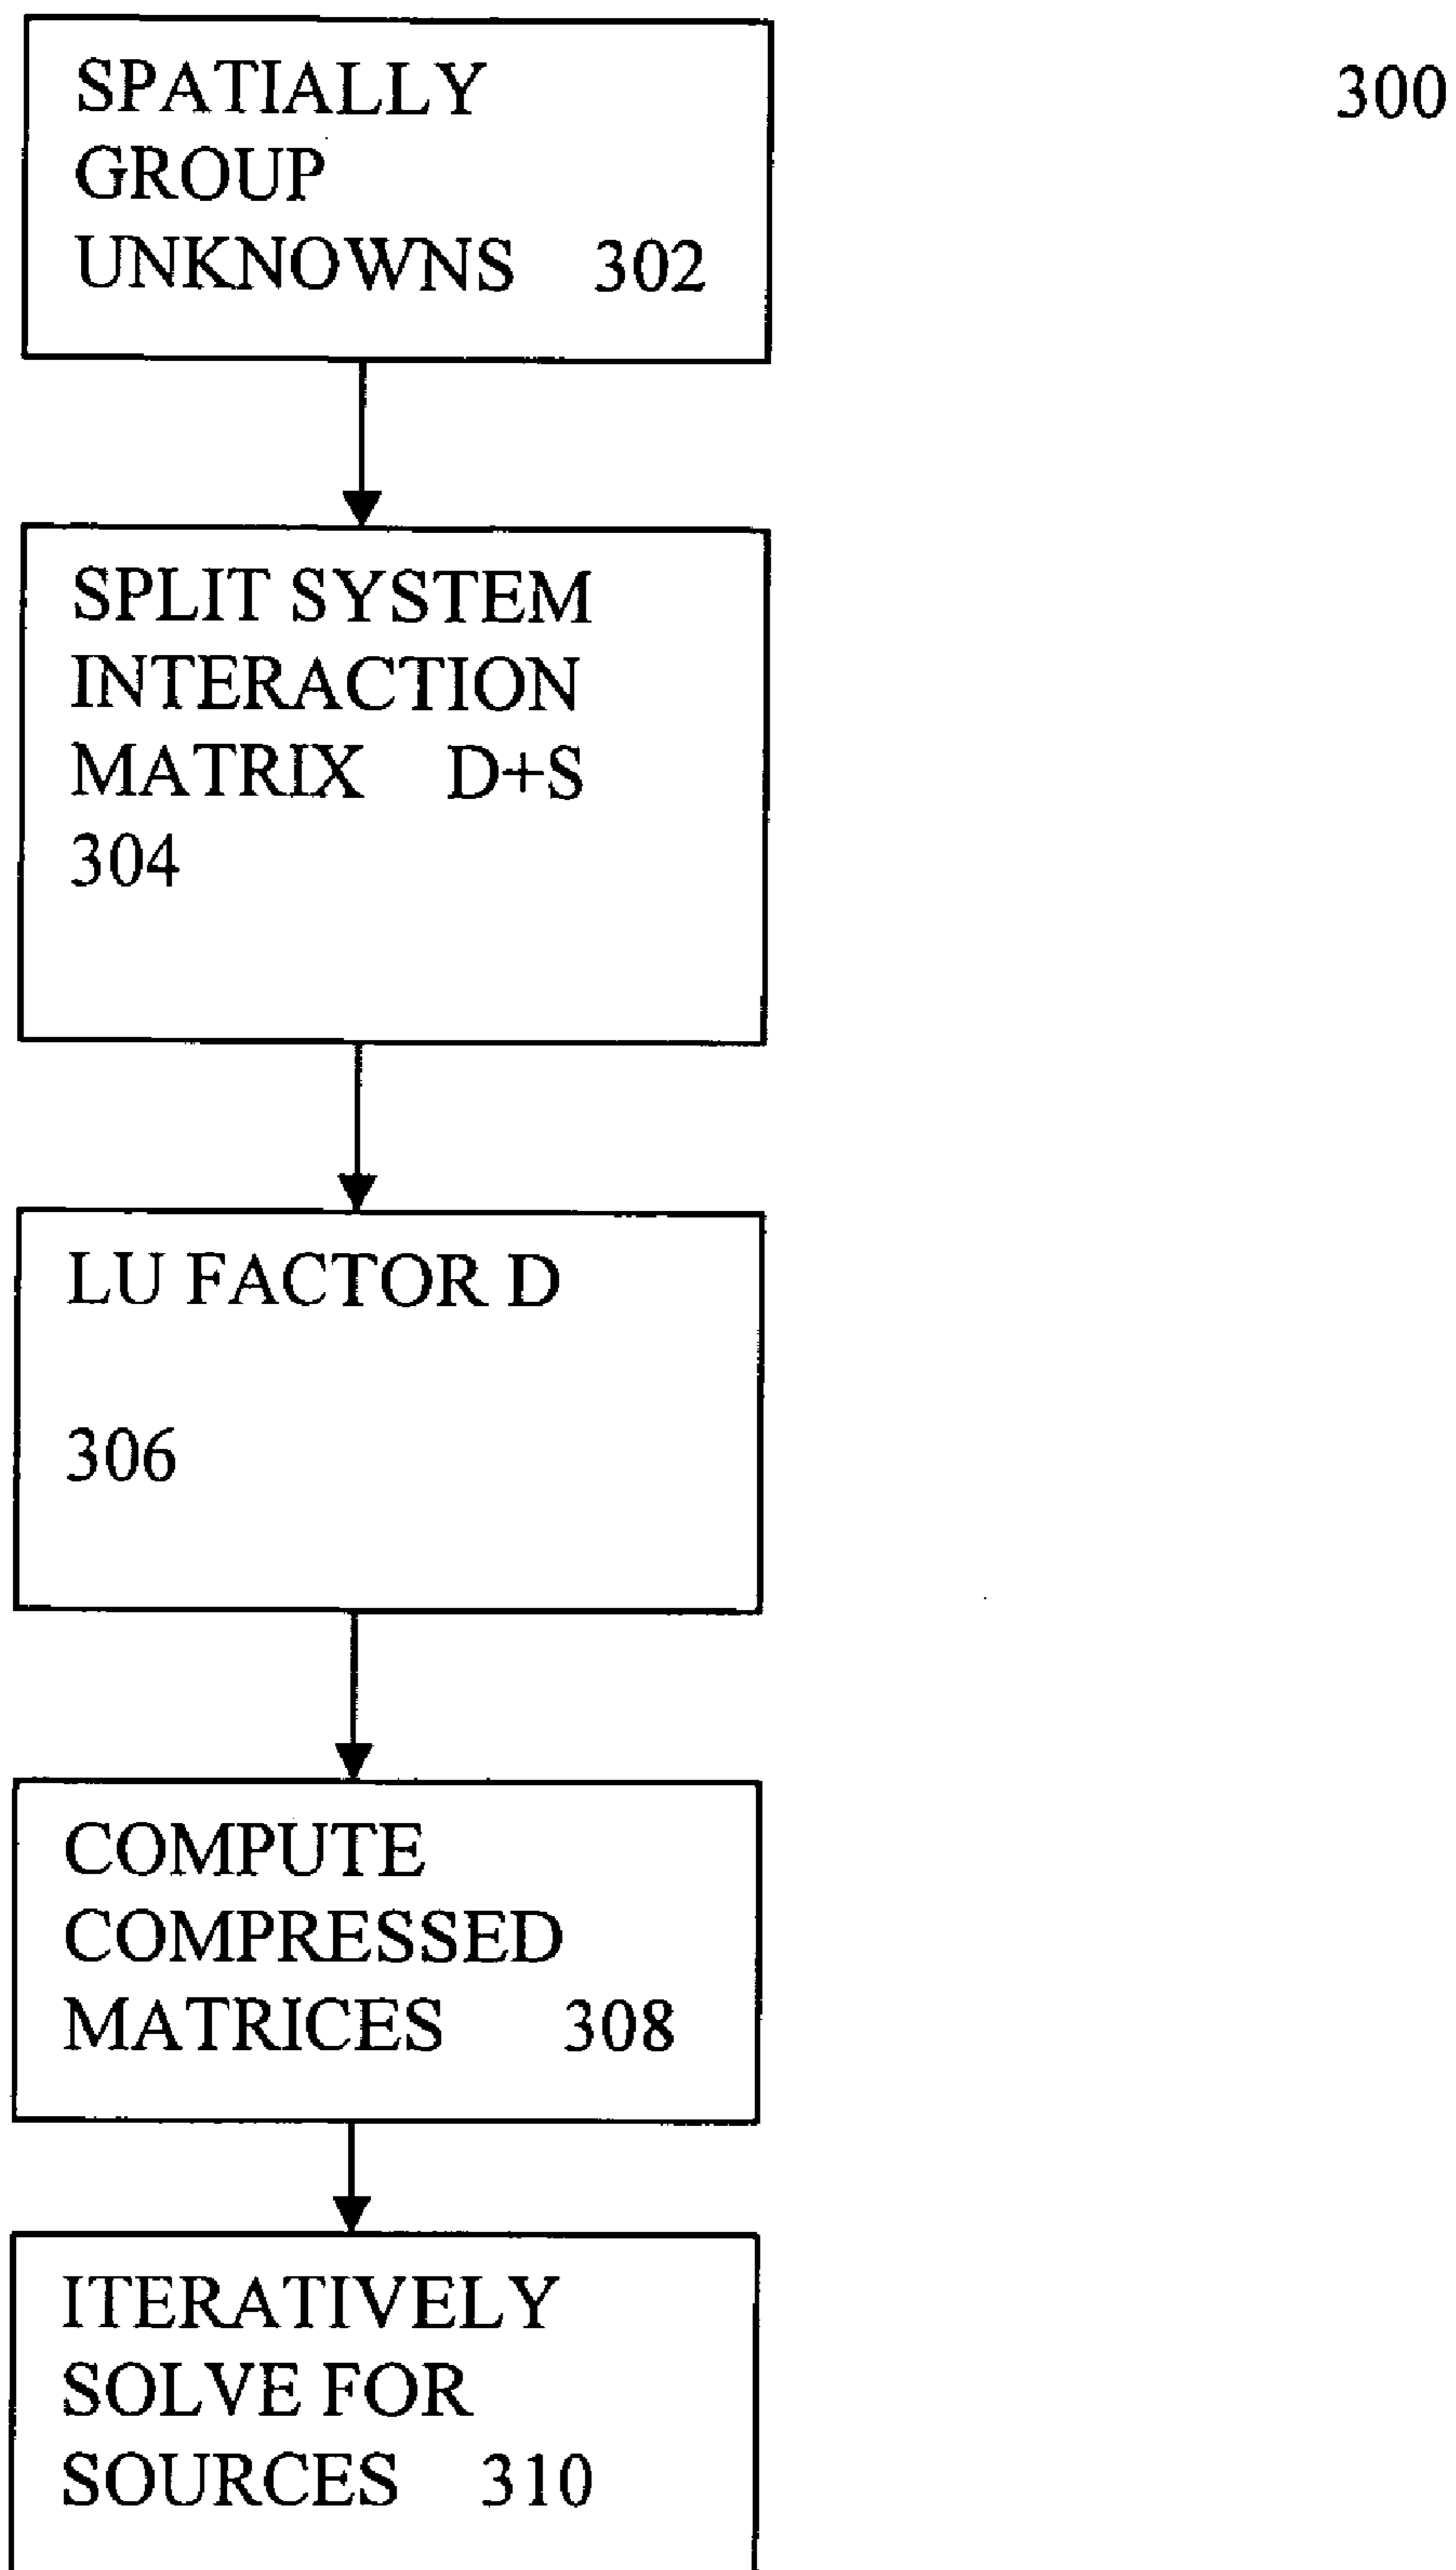 300
SPATIALLY
GROUP
UNKNOWNS 302
SPLIT SYSTEM
INTERACTION
MATRIX D+S
304
LU FACTOR D
306
COMPUTE
COMPRESSED
MATRICES 308
ITERATIVELY
SOLVE FOR
SOURCES 310